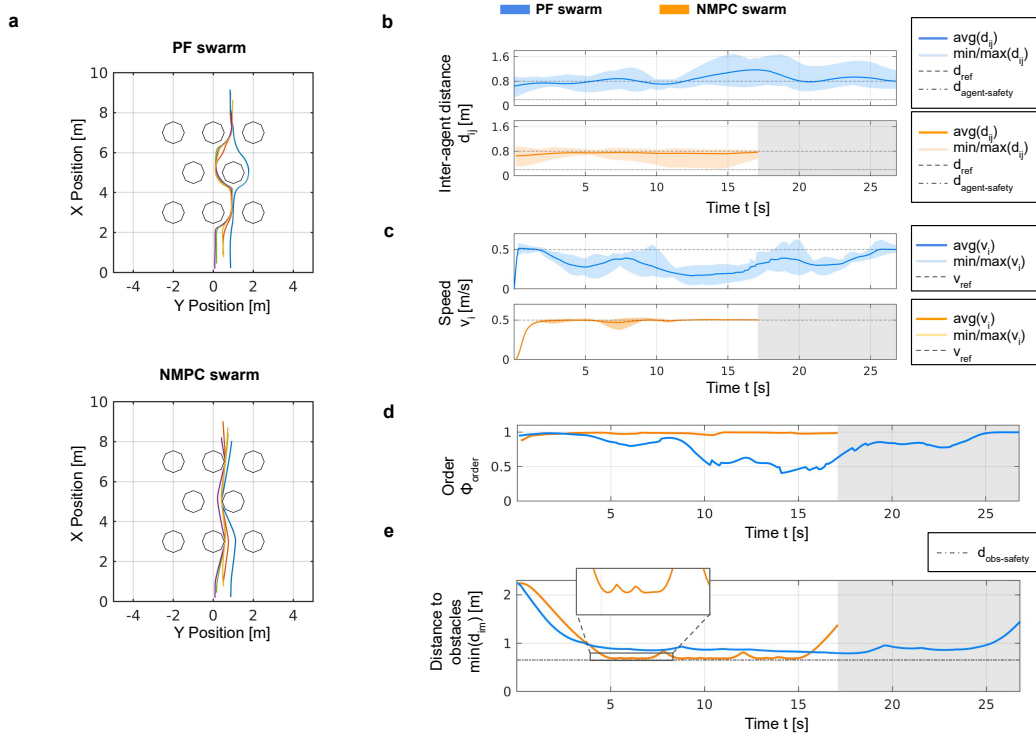 PF swarm
NMPC swarm
a
PF swarm
10
8
6
4
2
0
X Position [m]
-4
-2
0
2
4
Y Position [m]
NMPC swarm
10
8
6
4
2
0
X Position [m]
-4
-2
0
2
4
Y Position [m]
b
Inter-agent distance
d_ij [m]
1.6
0.8
0
1.6
0.8
0
5
10
15
20
25
Time t [s]
avg(d_ij)
min/max(d_ij)
d_ref
d_agent-safety
avg(d_ij)
min/max(d_ij)
d_ref
d_agent-safety
c
Speed
v_i [m/s]
0.5
0
0.5
0
5
10
15
20
25
Time t [s]
avg(v_i)
min/max(v_i)
v_ref
avg(v_i)
min/max(v_i)
v_ref
d
Order
Φ_order
1
0.5
0
5
10
15
20
25
Time t [s]
e
d_obs-safety
Distance to
obstacles
min(d_im) [m]
2
1
0
5
10
15
20
25
Time t [s]